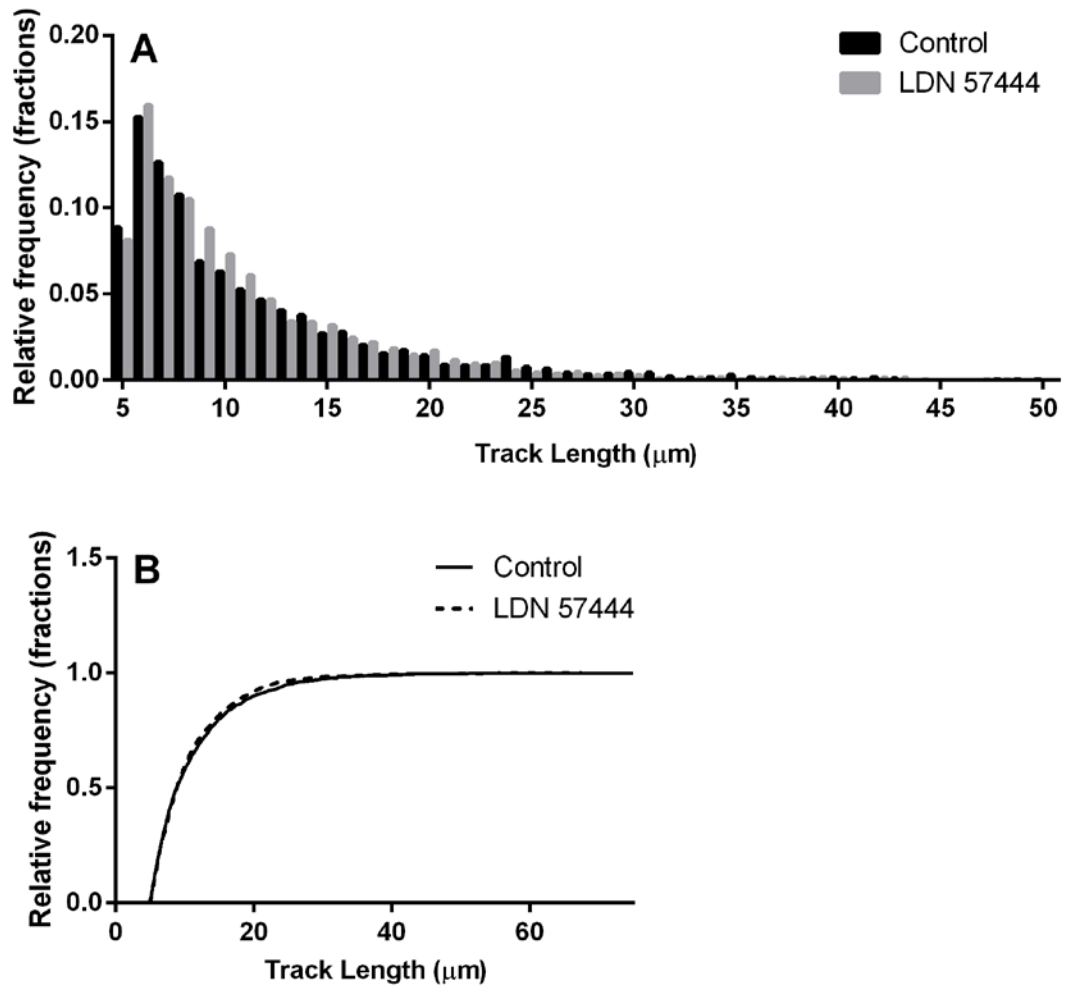 A
Control
LDN 57444
Relative frequency (fractions)
0.20
0.15
0.10
0.05
0.00
5 10 15 20 25 30 35 40 45 50
Track Length (μm)
B
Control
LDN 57444
Relative frequency (fractions)
1.5
1.0
0.5
0.0
0 20 40 60
Track Length (μm)